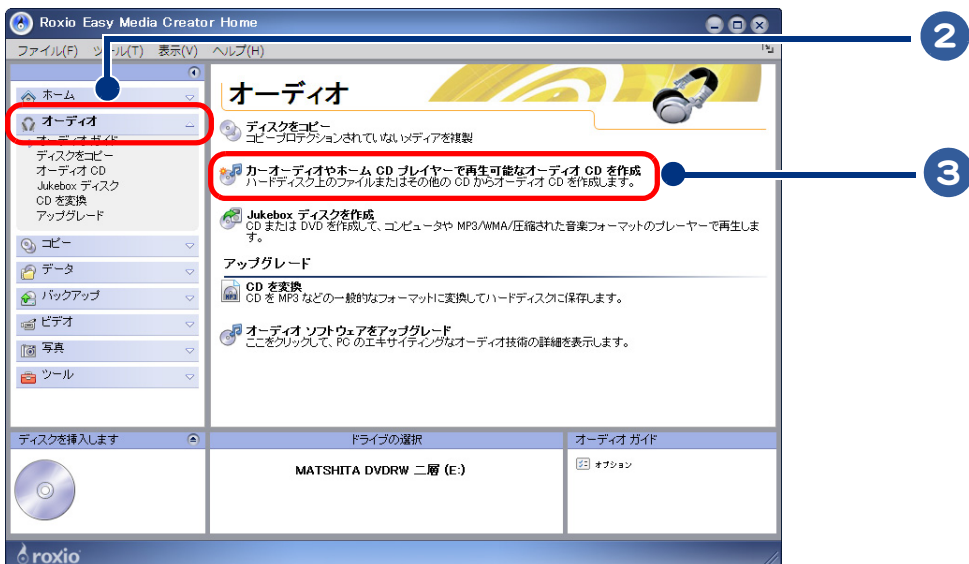 Roxio Easy Media Creator Home
ファイル(F) ツール(T) 表示(V) ヘルプ(H)
2
ホーム
オーディオ
オーディオ ガイド
ディスクをコピー
オーディオ CD
Jukebox ディスク
CD を変換
アップグレード
コピー
データ
バックアップ
ビデオ
写真
ツール
オーディオ
ディスクをコピー
コピープロテクションされていないメディアを複製
カーオーディオやホーム CD プレイヤーで再生可能なオーディオ CD を作成
ハードディスク上のファイルまたはその他の CD からオーディオ CD を作成します。
3
Jukebox ディスクを作成
CD または DVD を作成して、コンピュータや MP3/WMA/圧縮された音楽フォーマットのプレーヤーで再生しま
す。
アップグレード
CD を変換
CD を MP3 などの一般的なフォーマットに変換してハードディスクに保存します。
オーディオ ソフトウェアをアップグレード
ここをクリックして、PC のエキサイティングなオーディオ技術の詳細を表示します。
ディスクを挿入します
ドライブの選択
オーディオ ガイド
MATSHITA DVDRW 二層 (E:)
オプション
roxio